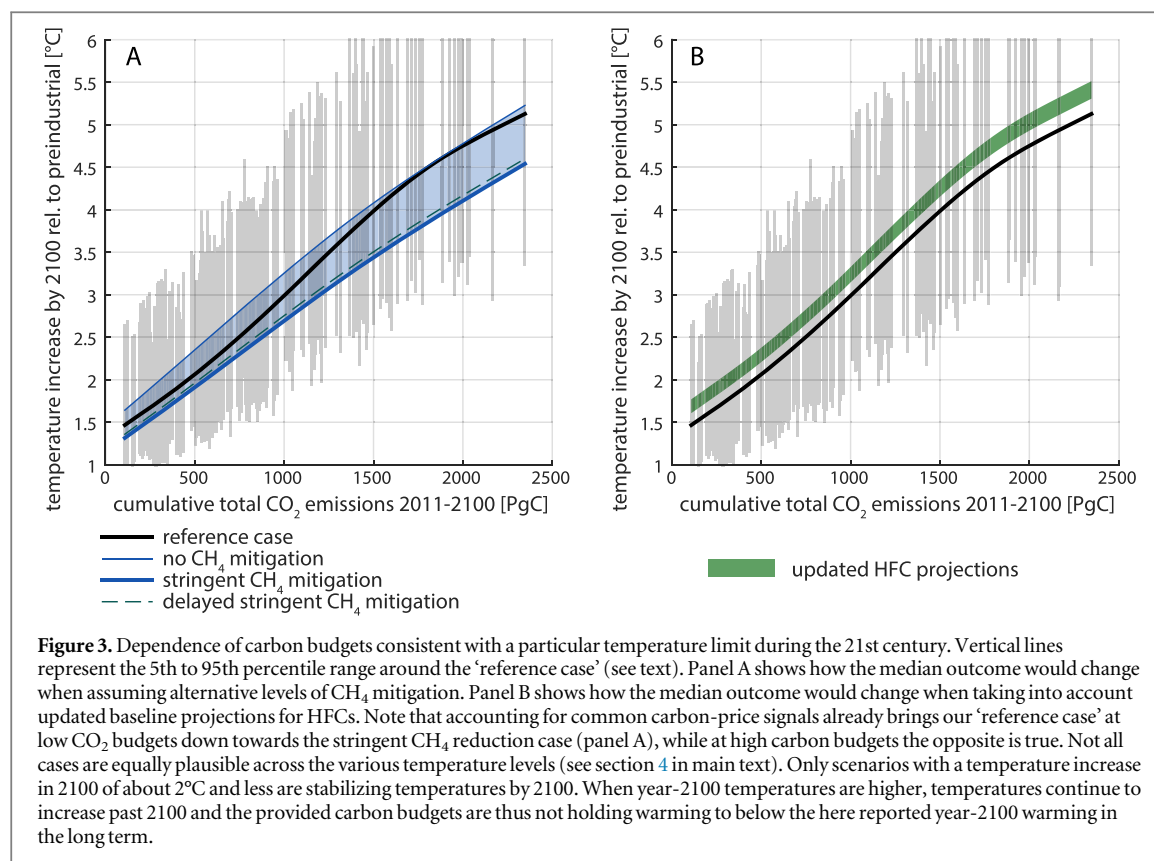 A
B
temperature increase by 2100 rel. to preindustrial [°C]
6
5.5
5
4.5
4
3.5
3
2.5
2
1.5
1
0
500
1000
1500
2000
2500
cumulative total CO2 emissions 2011-2100 [PgC]
temperature increase by 2100 rel. to preindustrial [°C]
6
5.5
5
4.5
4
3.5
3
2.5
2
1.5
1
0
500
1000
1500
2000
2500
cumulative total CO2 emissions 2011-2100 [PgC]
reference case
no CH4 mitigation
stringent CH4 mitigation
delayed stringent CH4 mitigation
updated HFC projections
Figure 3. Dependence of carbon budgets consistent with a particular temperature limit during the 21st century. Vertical lines
represent the 5th to 95th percentile range around the ‘reference case’ (see text). Panel A shows how the median outcome would change
when assuming alternative levels of CH4 mitigation. Panel B shows how the median outcome would change when taking into account
updated baseline projections for HFCs. Note that accounting for common carbon-price signals already brings our ‘reference case’ at
low CO2 budgets down towards the stringent CH4 reduction case (panel A), while at high carbon budgets the opposite is true. Not all
cases are equally plausible across the various temperature levels (see section 4 in main text). Only scenarios with a temperature increase
in 2100 of about 2°C and less are stabilizing temperatures by 2100. When year-2100 temperatures are higher, temperatures continue to
increase past 2100 and the provided carbon budgets are thus not holding warming to below the here reported year-2100 warming in
the long term.